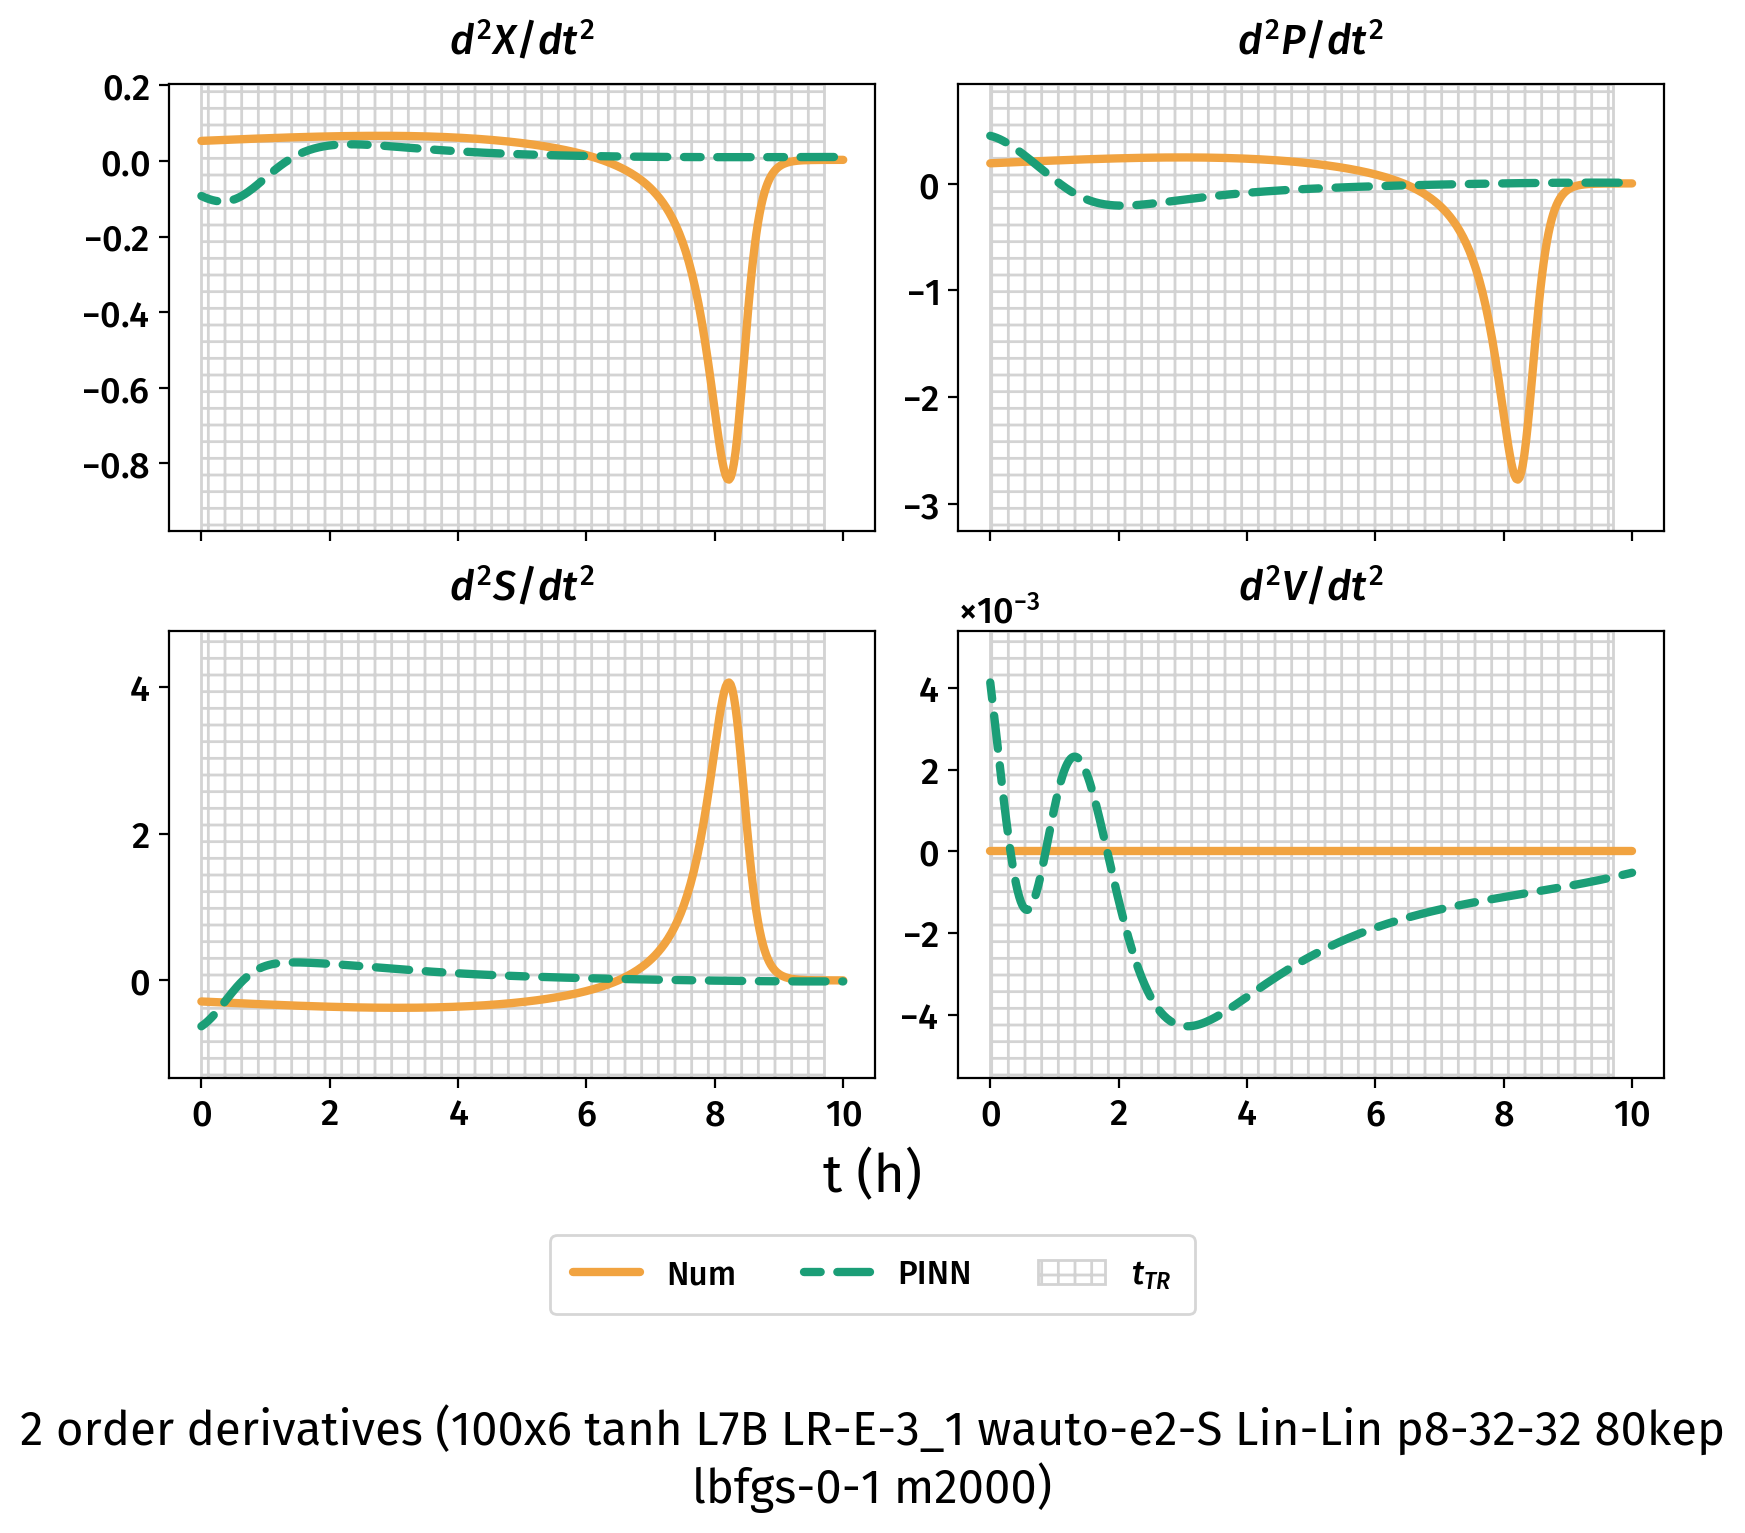 d²X/dt²
d²P/dt²
0.2
0.0
−0.2
−0.4
−0.6
−0.8
0
−1
−2
−3
d²S/dt²
d²V/dt²
×10⁻³
4
2
0
4
2
0
−2
−4
0 2 4 6 8 10
0 2 4 6 8 10
t (h)
Num PINN t_TR
2 order derivatives (100x6 tanh L7B LR-E-3_1 wauto-e2-S Lin-Lin p8-32-32 80kep
lbfgs-0-1 m2000)